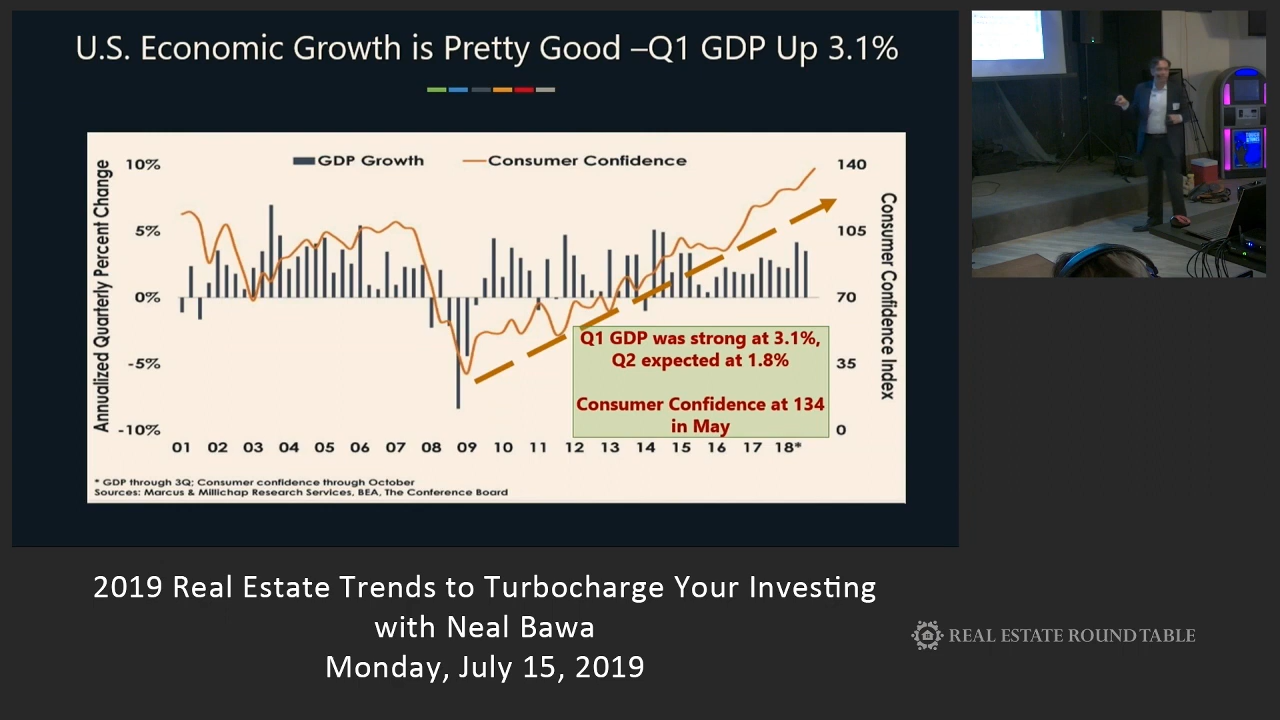 U.S. Economic Growth is Pretty Good –Q1 GDP Up 3.1%
GDP Growth
Consumer Confidence
Annualized Quarterly Percent Change
10%
5%
0%
-5%
-10%
140
105
70
35
0
Consumer Confidence Index
Q1 GDP was strong at 3.1%,
Q2 expected at 1.8%
Consumer Confidence at 134
in May
01 02 03 04 05 06 07 08 09 10 11 12 13 14 15 16 17 18*
* GDP through 3Q; Consumer confidence through October
Sources: Marcus & Millichap Research Services, BEA, The Conference Board
2019 Real Estate Trends to Turbocharge Your Investing
with Neal Bawa
Monday, July 15, 2019
REAL ESTATE ROUND TABLE